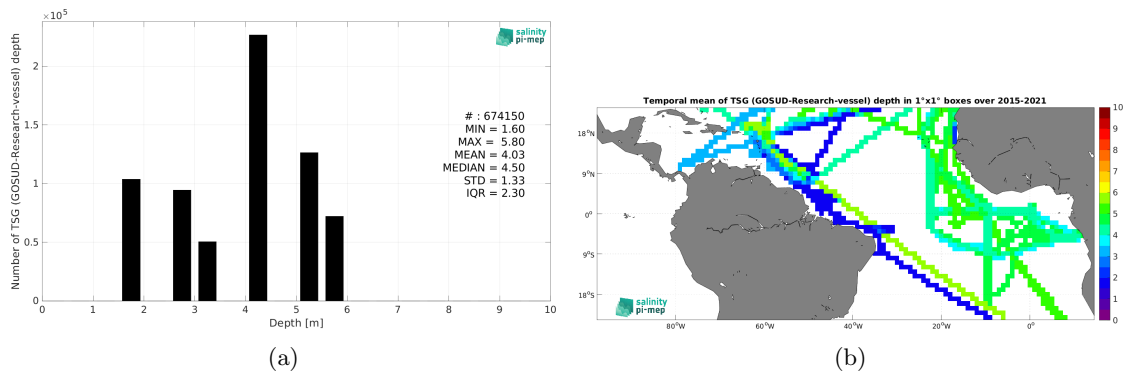 ×10⁵
Number of TSG (GOSUD-Research-vessel) depth
2
1.5
1
0.5
0
salinity
pi-mep
# : 674150
MIN = 1.60
MAX = 5.80
MEAN = 4.03
MEDIAN = 4.50
STD = 1.33
IQR = 2.30
0 1 2 3 4 5 6 7 8 9 10
Depth [m]
(a)
Temporal mean of TSG (GOSUD-Research-vessel) depth in 1°x1° boxes over 2015-2021
18°N
9°N
0°
9°S
18°S
salinity
pi-mep
80°W 60°W 40°W 20°W 0°
10
9
8
7
6
5
4
3
2
1
0
(b)